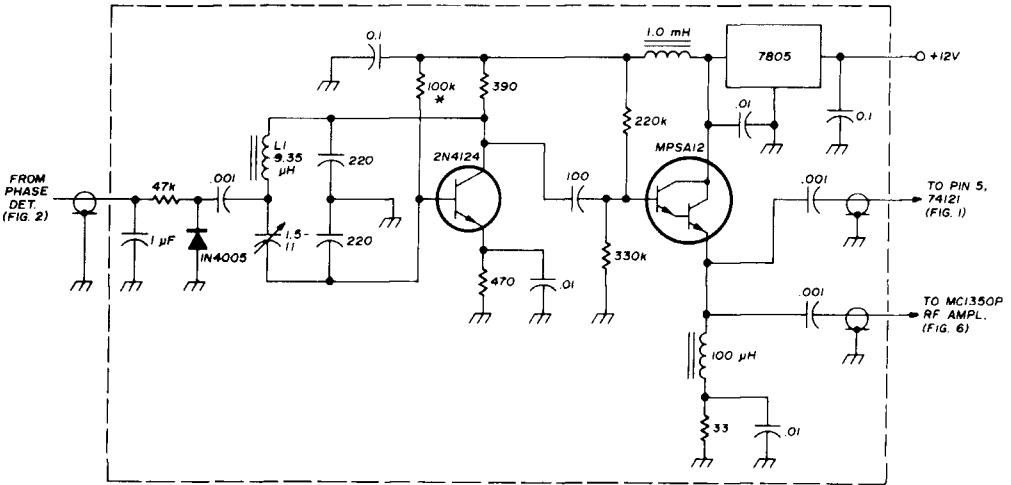 0.1
1.0 mH
7805
+12V
100k
*
390
220k
.01
0.1
L1
9.35
µH
220
2N4124
MPSA12
FROM
PHASE
DET.
(FIG. 2)
47k
.001
100
.001
TO PIN 5,
74121
(FIG. 1)
1 µF
1N4005
1.5-
11
220
470
.01
330k
.001
TO MC1350P
RF AMPL.
(FIG. 6)
100 µH
33
.01